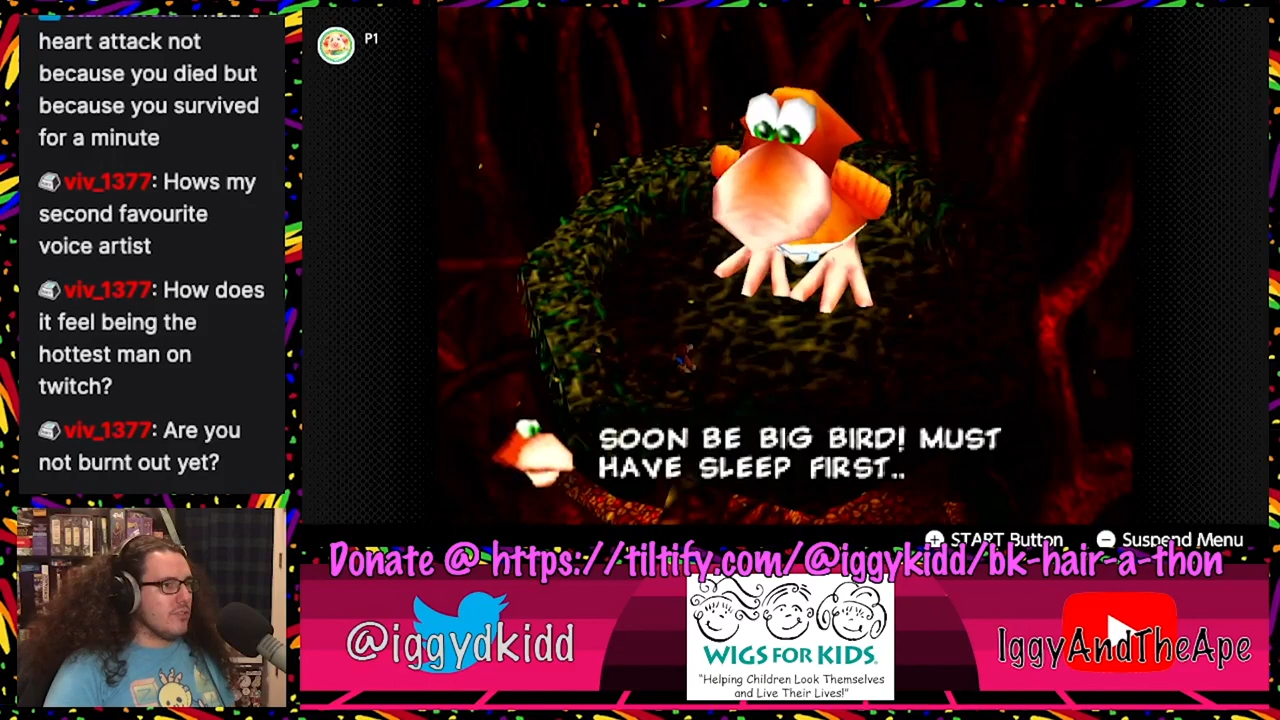 heart attack not
because you died but
because you survived
for a minute
viv_1377: Hows my
second favourite
voice artist
viv_1377: How does
it feel being the
hottest man on
twitch?
viv_1377: Are you
not burnt out yet?
P1
SOON BE BIG BIRD! MUST
HAVE SLEEP FIRST..
START Button
Suspend Menu
Donate @ https://tiltify.com/@iggykidd/bk-hair-a-thon
@iggydkidd
WIGS FOR KIDS.
"Helping Children Look Themselves
and Live Their Lives!"
IggyAndTheApe